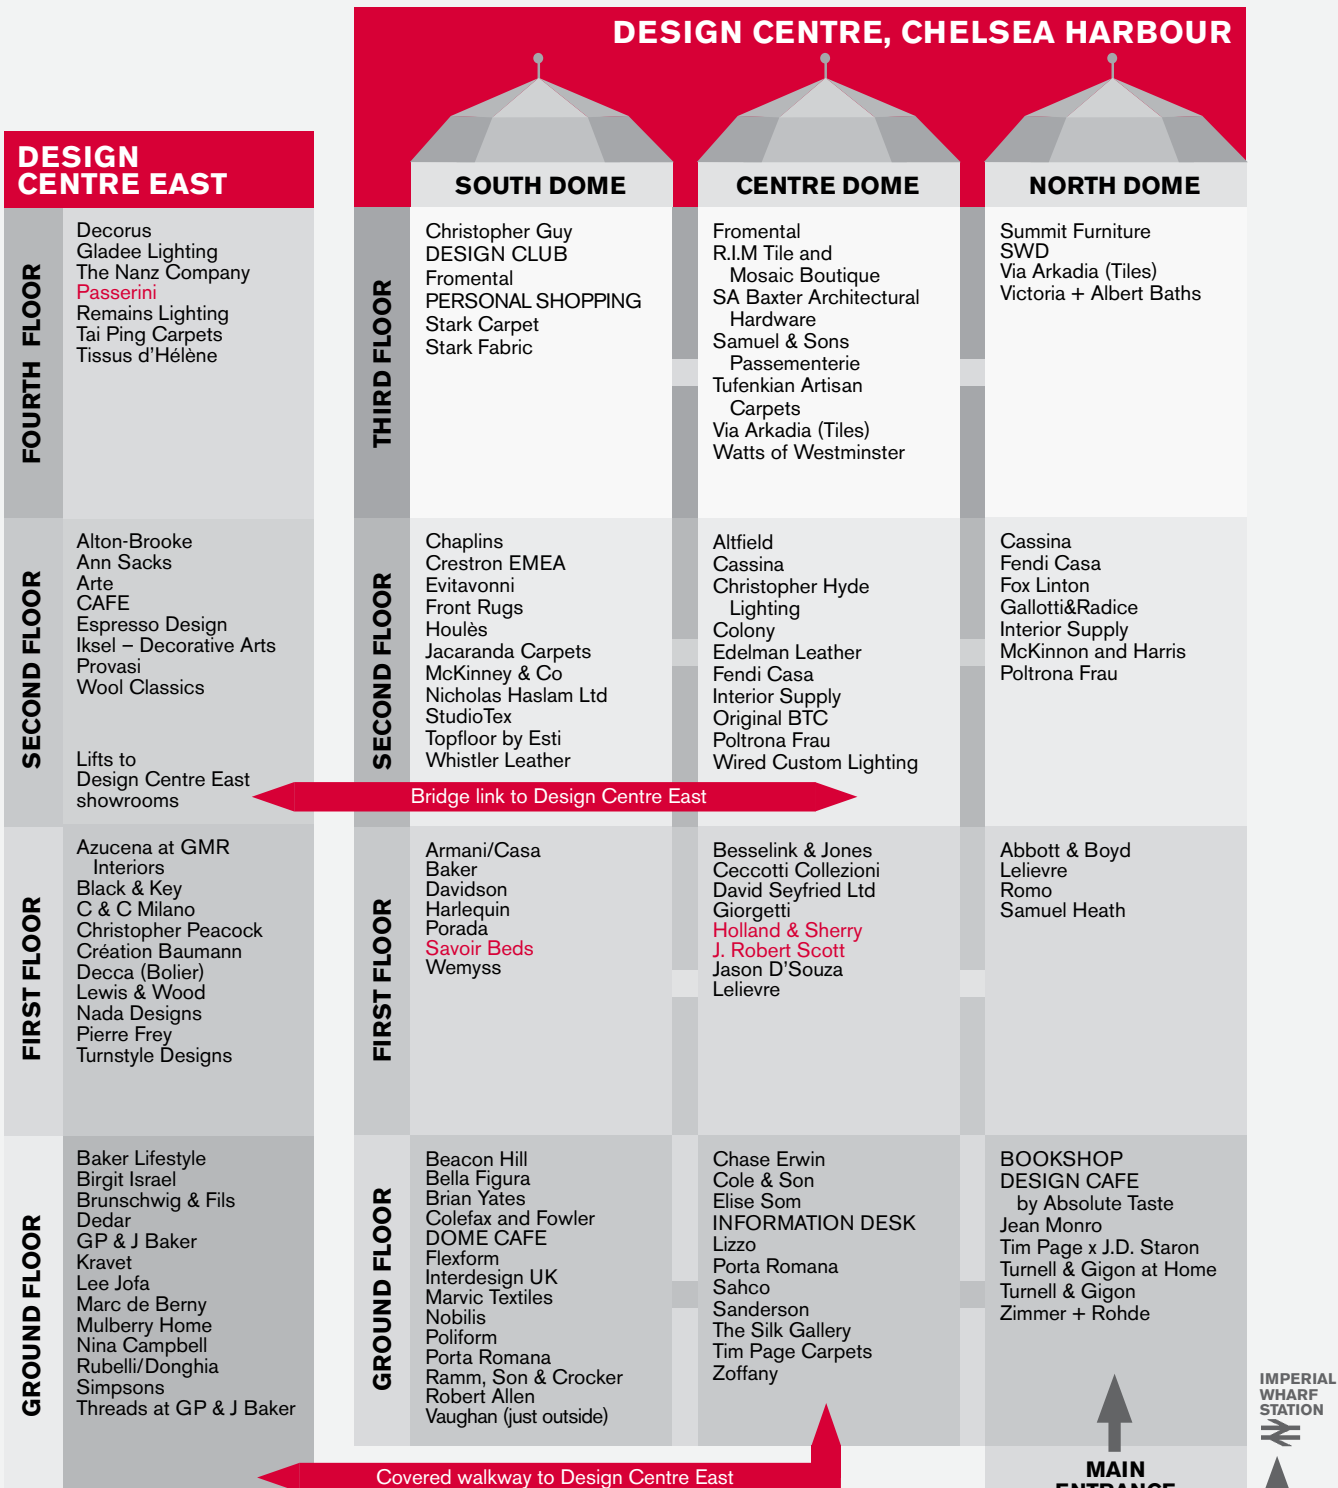 DESIGN CENTRE, CHELSEA HARBOUR
DESIGN
CENTRE EAST
FOURTH FLOOR
Decorus
Gladee Lighting
The Nanz Company
Passerini
Remains Lighting
Tai Ping Carpets
Tissus d'Hélène
SECOND FLOOR
Alton-Brooke
Ann Sacks
Arte
CAFE
Espresso Design
Iksel – Decorative Arts
Provasi
Wool Classics
Lifts to
Design Centre East
showrooms
FIRST FLOOR
Azucena at GMR
Interiors
Black & Key
C & C Milano
Christopher Peacock
Création Baumann
Decca (Bolier)
Lewis & Wood
Nada Designs
Pierre Frey
Turnstyle Designs
GROUND FLOOR
Baker Lifestyle
Birgit Israel
Brunschwig & Fils
Dedar
GP & J Baker
Kravet
Lee Jofa
Marc de Berny
Mulberry Home
Nina Campbell
Rubelli/Donghia
Simpsons
Threads at GP & J Baker
SOUTH DOME
CENTRE DOME
NORTH DOME
THIRD FLOOR
Christopher Guy
DESIGN CLUB
Fromental
PERSONAL SHOPPING
Stark Carpet
Stark Fabric
Fromental
R.I.M Tile and
Mosaic Boutique
SA Baxter Architectural
Hardware
Samuel & Sons
Passementerie
Tufenkian Artisan
Carpets
Via Arkadia (Tiles)
Watts of Westminster
Summit Furniture
SWD
Via Arkadia (Tiles)
Victoria + Albert Baths
SECOND FLOOR
Chaplins
Crestron EMEA
Evitavonni
Front Rugs
Houlès
Jacaranda Carpets
McKinney & Co
Nicholas Haslam Ltd
StudioTex
Topfloor by Esti
Whistler Leather
Altfield
Cassina
Christopher Hyde
Lighting
Colony
Edelman Leather
Fendi Casa
Interior Supply
Original BTC
Poltrona Frau
Wired Custom Lighting
Cassina
Fendi Casa
Fox Linton
Gallotti&Radice
Interior Supply
McKinnon and Harris
Poltrona Frau
Bridge link to Design Centre East
FIRST FLOOR
Armani/Casa
Baker
Davidson
Harlequin
Porada
Savoir Beds
Wemyss
Besselink & Jones
Ceccotti Collezioni
David Seyfried Ltd
Giorgetti
Holland & Sherry
J. Robert Scott
Jason D'Souza
Lelievre
Abbott & Boyd
Lelievre
Romo
Samuel Heath
GROUND FLOOR
Beacon Hill
Bella Figura
Brian Yates
Colefax and Fowler
DOME CAFE
Flexform
Interdesign UK
Marvic Textiles
Nobilis
Poliform
Porta Romana
Ramm, Son & Crocker
Robert Allen
Vaughan (just outside)
Chase Erwin
Cole & Son
Elise Som
INFORMATION DESK
Lizzo
Porta Romana
Sahco
Sanderson
The Silk Gallery
Tim Page Carpets
Zoffany
BOOKSHOP
DESIGN CAFE
by Absolute Taste
Jean Monro
Tim Page x J.D. Staron
Turnell & Gigon at Home
Turnell & Gigon
Zimmer + Rohde
Covered walkway to Design Centre East
MAIN
ENTRANCE
IMPERIAL
WHARF
STATION